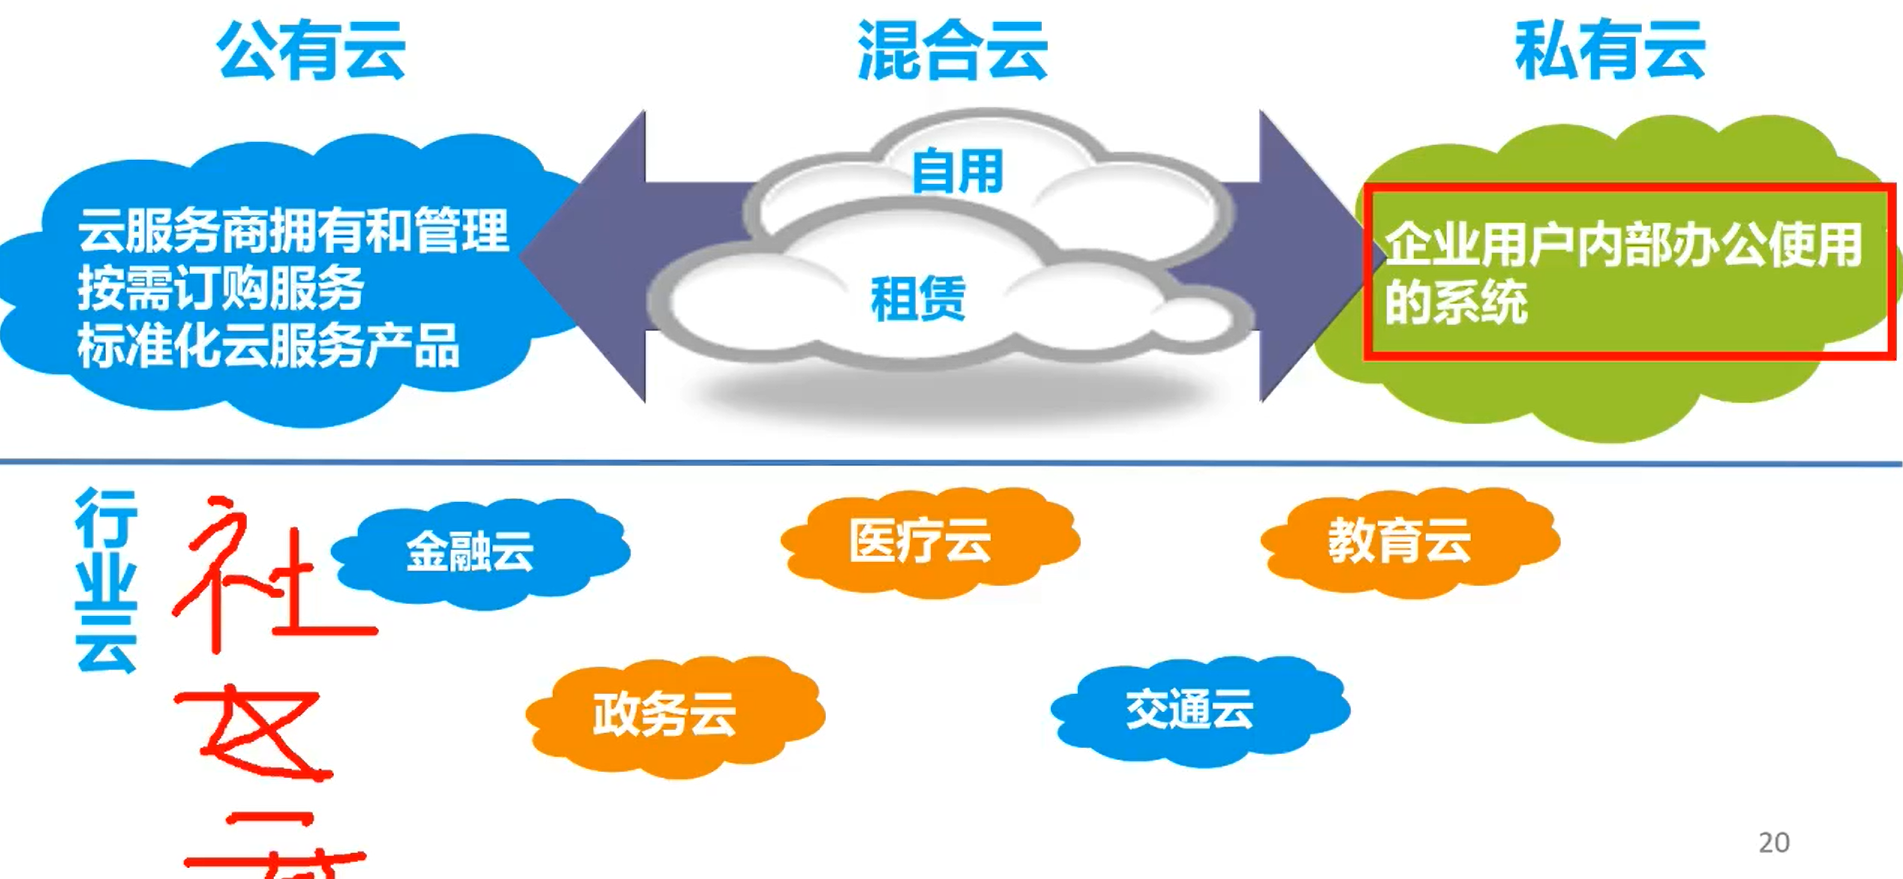 公有云
混合云
私有云
云服务商拥有和管理
按需订购服务
标准化云服务产品
自用
租赁
企业用户内部办公使用
的系统
行业云
社
区
云
金融云
医疗云
教育云
政务云
交通云
20